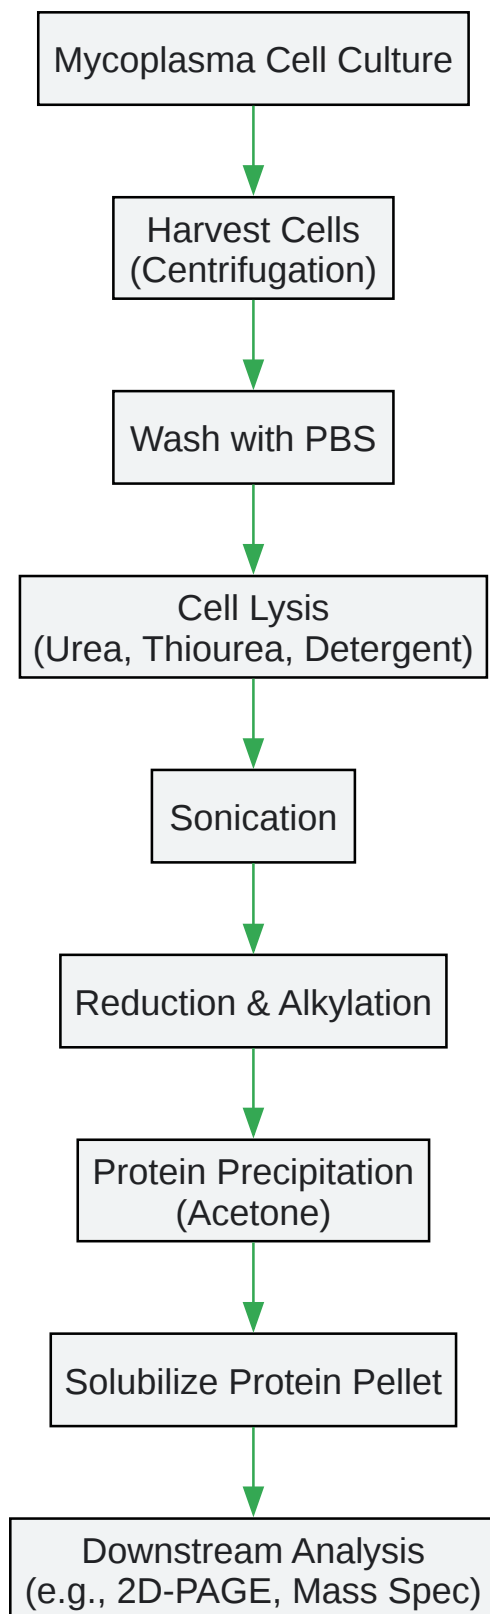 Mycoplasma Cell Culture
Harvest Cells
(Centrifugation)
Wash with PBS
Cell Lysis
(Urea, Thiourea, Detergent)
Sonication
Reduction & Alkylation
Protein Precipitation
(Acetone)
Solubilize Protein Pellet
Downstream Analysis
(e.g., 2D-PAGE, Mass Spec)